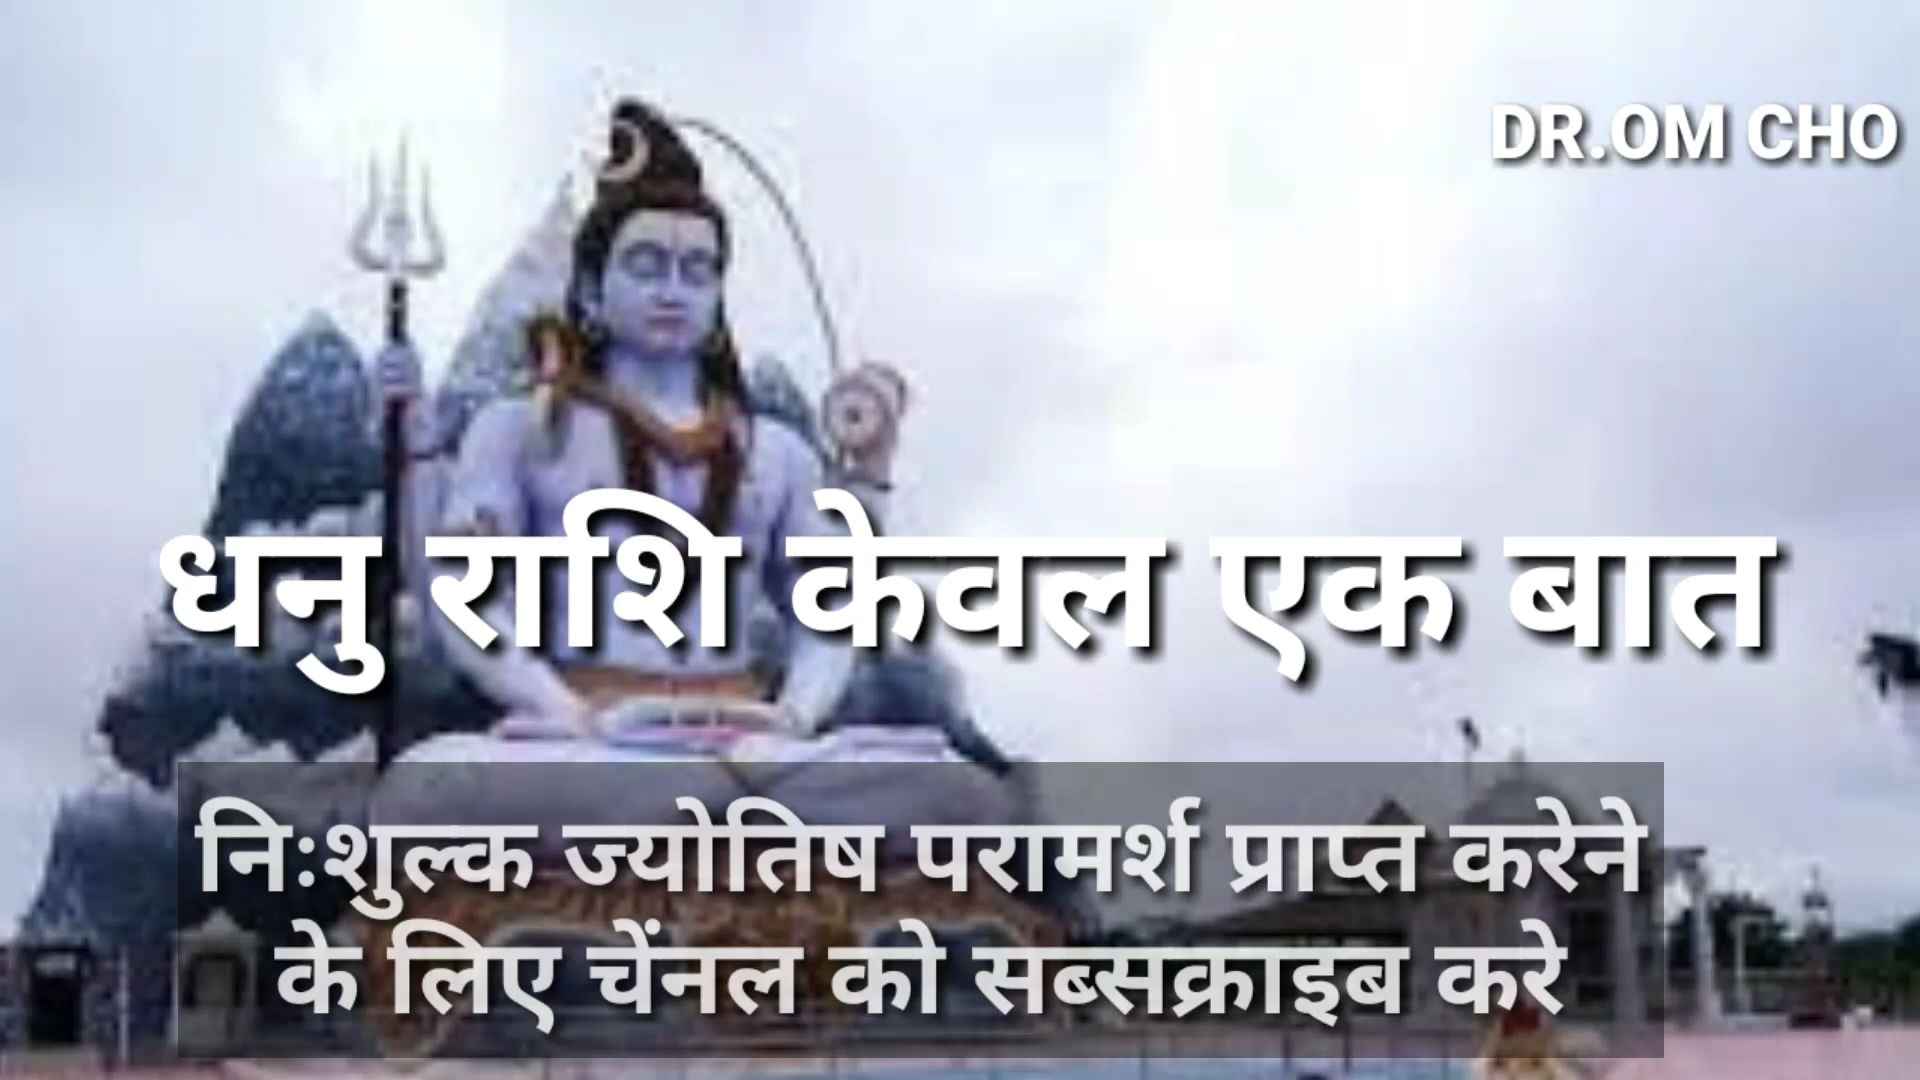 DR.OM CHO
धनु राशि केवल एक बात
नि:शुल्क ज्योतिष परामर्श प्राप्त करेने
के लिए चेंनल को सब्सक्राइब करे